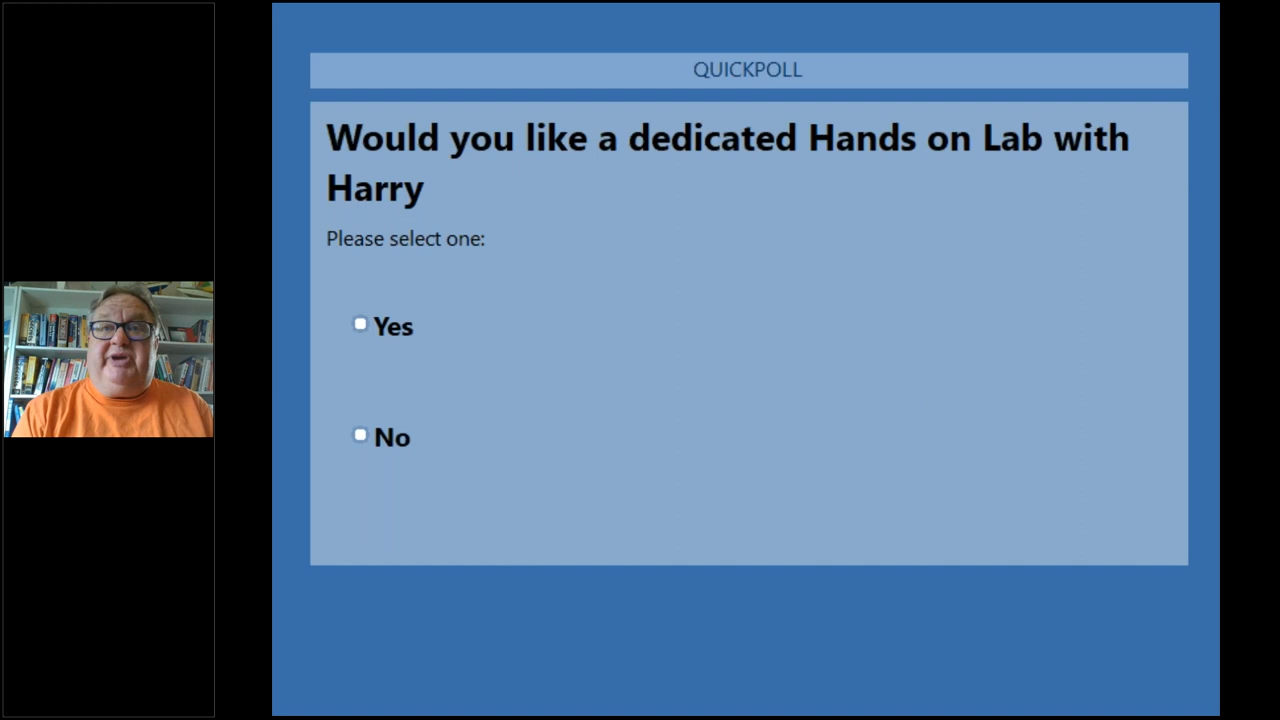 QUICKPOLL
Would you like a dedicated Hands on Lab with
Harry
Please select one:
Yes
No